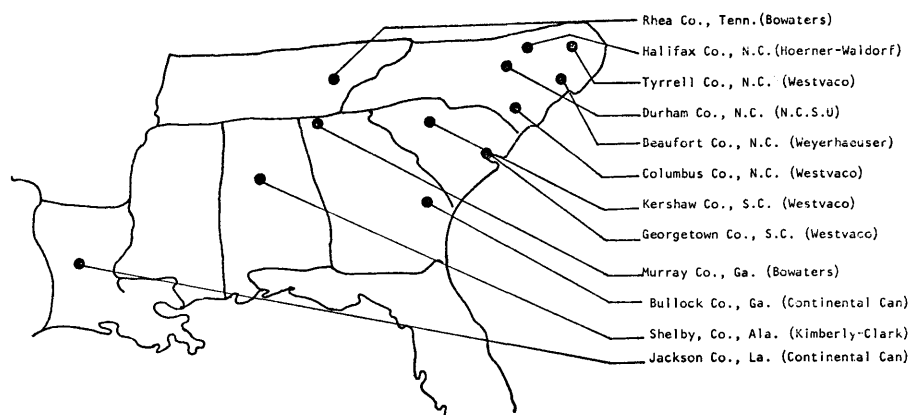 Rhea Co., Tenn.(Bowaters)
Halifax Co., N.C.(Hoerner-Waldorf)
Tyrrell Co., N.C. (Westvaco)
Durham Co., N.C. (N.C.S.U)
Beaufort Co., N.C. (Weyerhaeuser)
Columbus Co., N.C. (Westvaco)
Kershaw Co., S.C. (Westvaco)
Georgetown Co., S.C. (Westvaco)
Murray Co., Ga. (Bowaters)
Bullock Co., Ga. (Continental Can)
Shelby, Co., Ala. (Kimberly-Clark)
Jackson Co., La. (Continental Can)